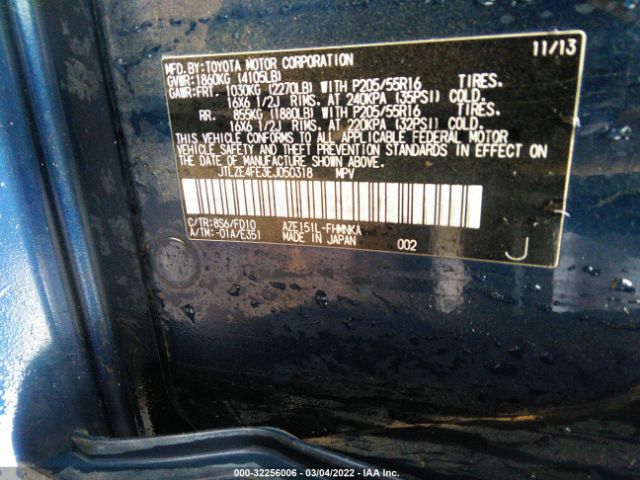 11/13
MFD. BY: TOYOTA MOTOR CORPORATION
GVWR: 1860KG (4105LB)
GAWR: FRT. 1030KG (2270LB) WITH P205/55R16 TIRES.
16X6 1/2J RIMS. AT 240KPA (35PSI) COLD.
RR. 855KG (1880LB) WITH P205/55R16 TIRES.
16X6 1/2J RIMS. AT 220KPA (32PSI) COLD.
THIS VEHICLE CONFORMS TO ALL APPLICABLE FEDERAL MOTOR
VEHICLE SAFETY AND THEFT PREVENTION STANDARDS IN EFFECT ON
THE DATE OF MANUFACTURE SHOWN ABOVE.
JTLZE4FE3EJ050318 MPV
C/TR: 8S6/FD10 AZE151L-FHMNKA
A/TM: -01A/E351 MADE IN JAPAN 002 J
000-32256006 - 03/04/2022 - IAA Inc.